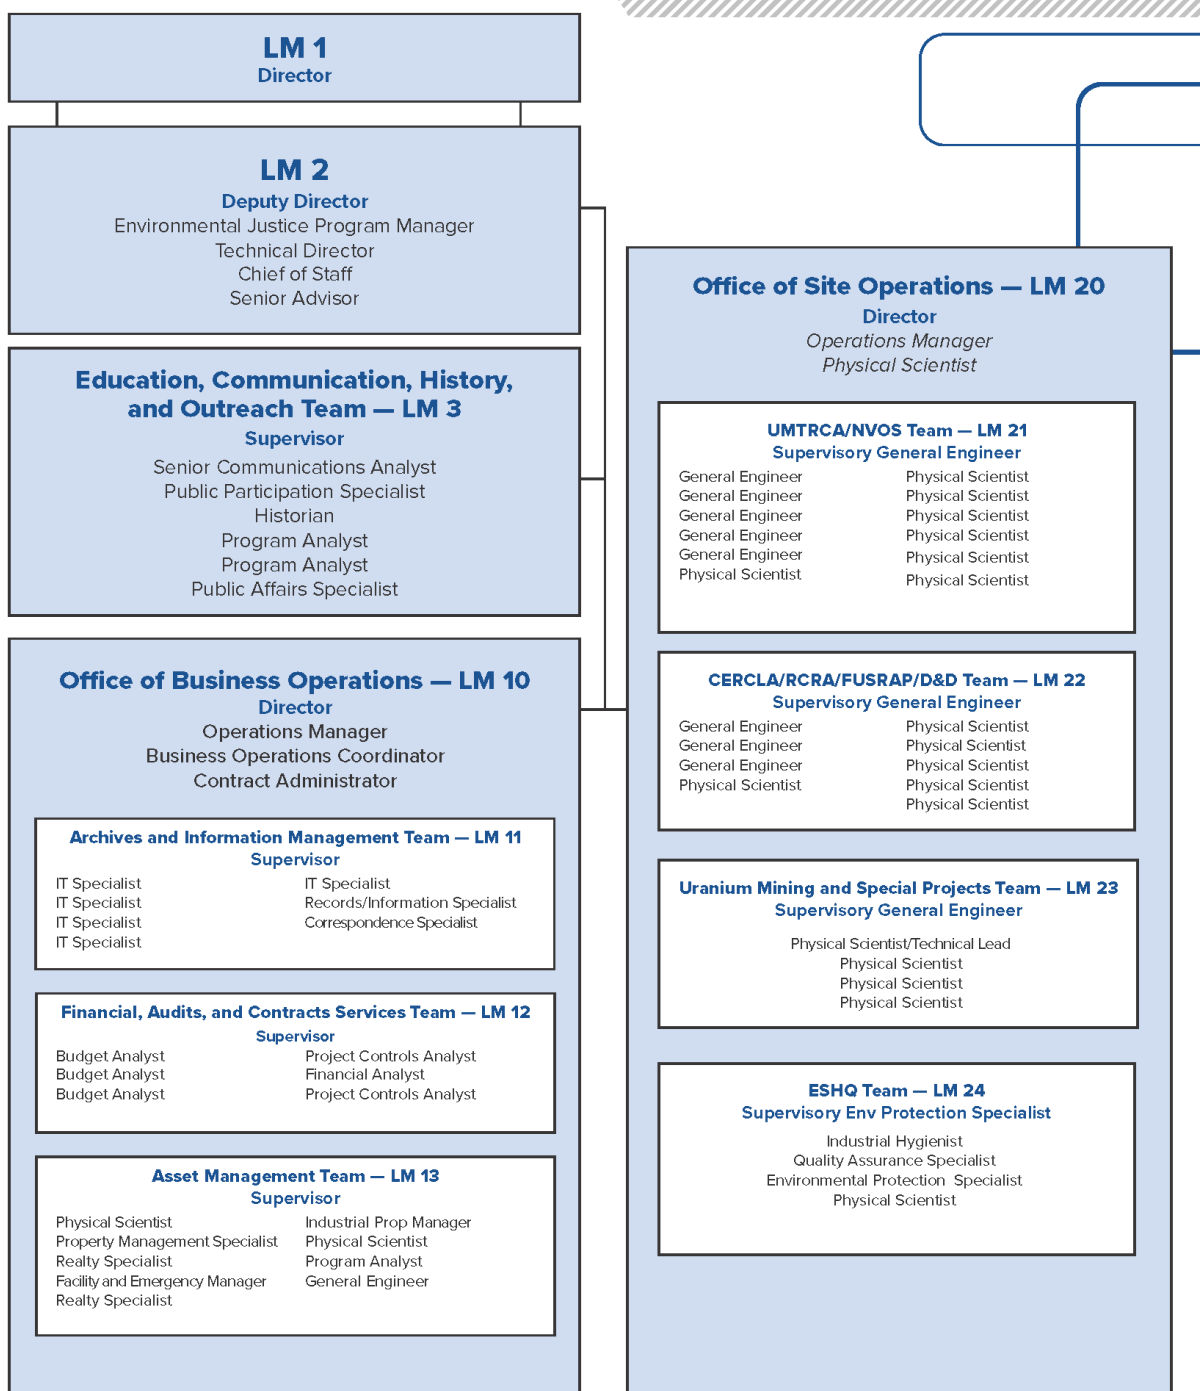 LM 1
Director
LM 2
Deputy Director
Environmental Justice Program Manager
Technical Director
Chief of Staff
Senior Advisor
Education, Communication, History,
and Outreach Team — LM 3
Supervisor
Senior Communications Analyst
Public Participation Specialist
Historian
Program Analyst
Program Analyst
Public Affairs Specialist
Office of Business Operations — LM 10
Director
Operations Manager
Business Operations Coordinator
Contract Administrator
Archives and Information Management Team — LM 11
Supervisor
IT Specialist
IT Specialist
IT Specialist
IT Specialist
IT Specialist
Records/Information Specialist
Correspondence Specialist
Financial, Audits, and Contracts Services Team — LM 12
Supervisor
Budget Analyst
Budget Analyst
Budget Analyst
Project Controls Analyst
Financial Analyst
Project Controls Analyst
Asset Management Team — LM 13
Supervisor
Physical Scientist
Property Management Specialist
Realty Specialist
Facility and Emergency Manager
Realty Specialist
Industrial Prop Manager
Physical Scientist
Program Analyst
General Engineer
Office of Site Operations — LM 20
Director
Operations Manager
Physical Scientist
UMTRCA/NVOS Team — LM 21
Supervisory General Engineer
General Engineer
General Engineer
General Engineer
General Engineer
General Engineer
Physical Scientist
Physical Scientist
Physical Scientist
Physical Scientist
Physical Scientist
Physical Scientist
Physical Scientist
CERCLA/RCRA/FUSRAP/D&D Team — LM 22
Supervisory General Engineer
General Engineer
General Engineer
General Engineer
Physical Scientist
Physical Scientist
Physical Scientist
Physical Scientist
Physical Scientist
Physical Scientist
Uranium Mining and Special Projects Team — LM 23
Supervisory General Engineer
Physical Scientist/Technical Lead
Physical Scientist
Physical Scientist
Physical Scientist
ESHQ Team — LM 24
Supervisory Env Protection Specialist
Industrial Hygienist
Quality Assurance Specialist
Environmental Protection Specialist
Physical Scientist